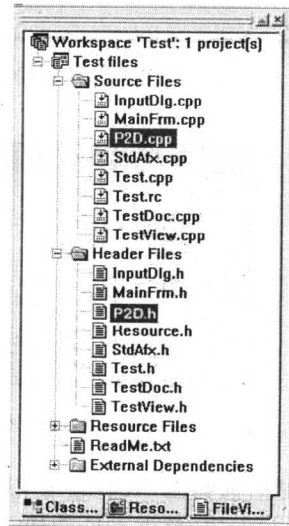 Workspace 'Test': 1 project(s)
Test files
Source Files
InputDlg.cpp
MainFrm.cpp
P2D.cpp
StdAfx.cpp
Test.cpp
Test.rc
TestDoc.cpp
TestView.cpp
Header Files
InputDlg.h
MainFrm.h
P2D.h
Resource.h
StdAfx.h
Test.h
TestDoc.h
TestView.h
Resource Files
ReadMe.txt
External Dependencies
Class... Reso... FileVi...